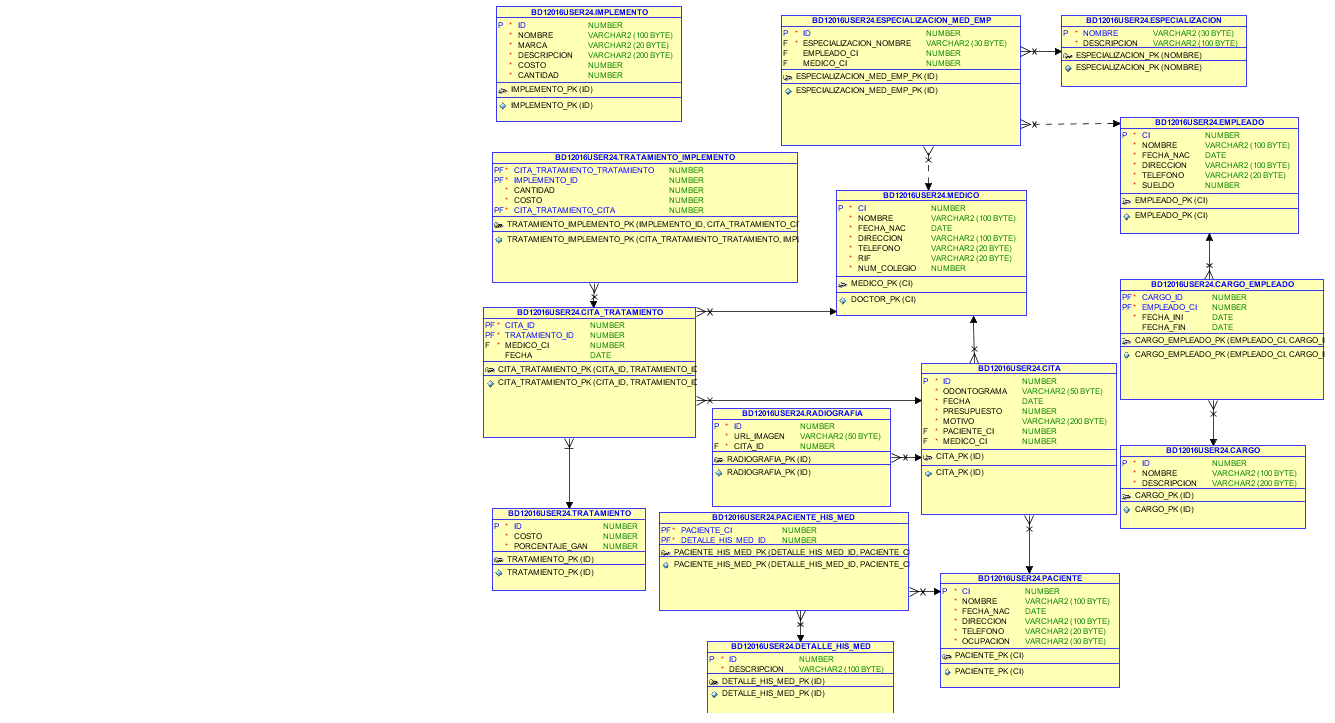 BD12016USER24.IMPLEMENTO
P * ID NUMBER
* NOMBRE VARCHAR2 (100 BYTE)
* MARCA VARCHAR2 (20 BYTE)
* DESCRIPCION VARCHAR2 (200 BYTE)
* COSTO NUMBER
* CANTIDAD NUMBER
IMPLEMENTO_PK (ID)
IMPLEMENTO_PK (ID)
BD12016USER24.ESPECIALIZACION_MED_EMP
P * ID NUMBER
F * ESPECIALIZACION_NOMBRE VARCHAR2 (30 BYTE)
F EMPLEADO_CI NUMBER
F MEDICO_CI NUMBER
ESPECIALIZACION_MED_EMP_PK (ID)
ESPECIALIZACION_MED_EMP_PK (ID)
BD12016USER24.ESPECIALIZACION
P * NOMBRE VARCHAR2 (30 BYTE)
* DESCRIPCION VARCHAR2 (100 BYTE)
ESPECIALIZACION_PK (NOMBRE)
ESPECIALIZACION_PK (NOMBRE)
BD12016USER24.EMPLEADO
P * CI NUMBER
* NOMBRE VARCHAR2 (100 BYTE)
* FECHA_NAC DATE
* DIRECCION VARCHAR2 (100 BYTE)
* TELEFONO VARCHAR2 (20 BYTE)
* SUELDO NUMBER
EMPLEADO_PK (CI)
EMPLEADO_PK (CI)
BD12016USER24.TRATAMIENTO_IMPLEMENTO
PF * CITA_TRATAMIENTO_TRATAMIENTO NUMBER
PF * IMPLEMENTO_ID NUMBER
* CANTIDAD NUMBER
* COSTO NUMBER
PF * CITA_TRATAMIENTO_CITA NUMBER
TRATAMIENTO_IMPLEMENTO_PK (IMPLEMENTO_ID, CITA_TRATAMIENTO_CI
TRATAMIENTO_IMPLEMENTO_PK (CITA_TRATAMIENTO_TRATAMIENTO, IMPL
BD12016USER24.MEDICO
P * CI NUMBER
* NOMBRE VARCHAR2 (100 BYTE)
* FECHA_NAC DATE
* DIRECCION VARCHAR2 (100 BYTE)
* TELEFONO VARCHAR2 (20 BYTE)
* RIF VARCHAR2 (20 BYTE)
* NUM_COLEGIO NUMBER
MEDICO_PK (CI)
DOCTOR_PK (CI)
BD12016USER24.CARGO_EMPLEADO
PF * CARGO_ID NUMBER
PF * EMPLEADO_CI NUMBER
* FECHA_INI DATE
FECHA_FIN DATE
CARGO_EMPLEADO_PK (EMPLEADO_CI, CARGO_I
CARGO_EMPLEADO_PK (EMPLEADO_CI, CARGO_I
BD12016USER24.CITA_TRATAMIENTO
PF * CITA_ID NUMBER
PF * TRATAMIENTO_ID NUMBER
F * MEDICO_CI NUMBER
FECHA DATE
CITA_TRATAMIENTO_PK (CITA_ID, TRATAMIENTO_ID
CITA_TRATAMIENTO_PK (CITA_ID, TRATAMIENTO_ID
BD12016USER24.CITA
P * ID NUMBER
* ODONTOGRAMA VARCHAR2 (50 BYTE)
* FECHA DATE
* PRESUPUESTO NUMBER
* MOTIVO VARCHAR2 (200 BYTE)
F * PACIENTE_CI NUMBER
F * MEDICO_CI NUMBER
CITA_PK (ID)
CITA_PK (ID)
BD12016USER24.RADIOGRAFIA
P * ID NUMBER
* URL_IMAGEN VARCHAR2 (50 BYTE)
F * CITA_ID NUMBER
RADIOGRAFIA_PK (ID)
RADIOGRAFIA_PK (ID)
BD12016USER24.CARGO
P * ID NUMBER
* NOMBRE VARCHAR2 (100 BYTE)
* DESCRIPCION VARCHAR2 (200 BYTE)
CARGO_PK (ID)
CARGO_PK (ID)
BD12016USER24.TRATAMIENTO
P * ID NUMBER
* COSTO NUMBER
* PORCENTAJE_GAN NUMBER
TRATAMIENTO_PK (ID)
TRATAMIENTO_PK (ID)
BD12016USER24.PACIENTE_HIS_MED
PF * PACIENTE_CI NUMBER
PF * DETALLE_HIS_MED_ID NUMBER
PACIENTE_HIS_MED_PK (DETALLE_HIS_MED_ID, PACIENTE_C
PACIENTE_HIS_MED_PK (DETALLE_HIS_MED_ID, PACIENTE_C
BD12016USER24.PACIENTE
P * CI NUMBER
* NOMBRE VARCHAR2 (100 BYTE)
* FECHA_NAC DATE
* DIRECCION VARCHAR2 (100 BYTE)
* TELEFONO VARCHAR2 (20 BYTE)
* OCUPACION VARCHAR2 (30 BYTE)
PACIENTE_PK (CI)
PACIENTE_PK (CI)
BD12016USER24.DETALLE_HIS_MED
P * ID NUMBER
* DESCRIPCION VARCHAR2 (100 BYTE)
DETALLE_HIS_MED_PK (ID)
DETALLE_HIS_MED_PK (ID)